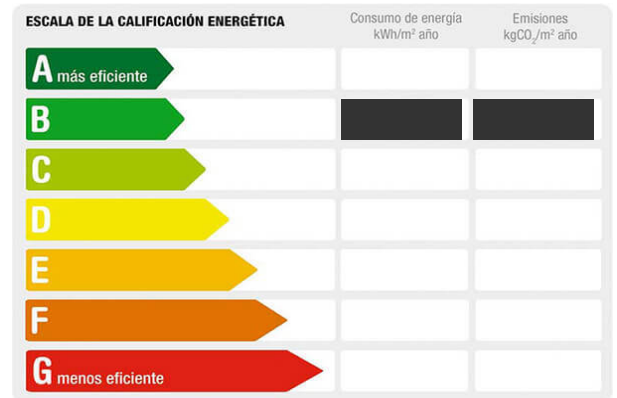 ESCALA DE LA CALIFICACIÓN ENERGÉTICA
Consumo de energía
kWh/m² año
Emisiones
kgCO₂/m² año
A más eficiente
B
C
D
E
F
G menos eficiente